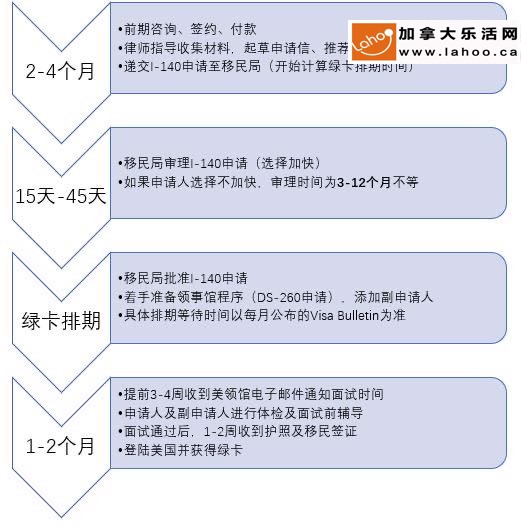 •前期咨询、签约、付款
•律师指导收集材料，起草申请信、推荐
•递交I-140申请至移民局（开始计算绿卡排期时间）
2-4个月
Lahoo
加拿大乐活网
www.lahoo.ca
•移民局审理I-140申请（选择加快）
•如果申请人选择不加快，审理时间为3-12个月不等
15天-45天
•移民局批准I-140申请
•着手准备领事馆程序（DS-260申请）, 添加副申请人
•具体排期等待时间以每月公布的Visa Bulletin为准
绿卡排期
•提前3-4周收到美领馆电子邮件通知面试时间
•申请人及副申请人进行体检及面试前辅导
•面试通过后，1-2周收到护照及移民签证
•登陆美国并获得绿卡
1-2个月